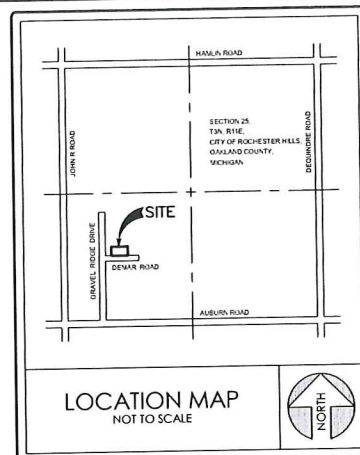 HAMLIN ROAD
JOHN R ROAD
SECTION 25,
T3N, R11E,
CITY OF ROCHESTER HILLS,
OAKLAND COUNTY,
MICHIGAN
DEQUINDRE ROAD
GRAVEL RIDGE DRIVE
SITE
DEMAR ROAD
AUBURN ROAD
LOCATION MAP
NOT TO SCALE
NORTH